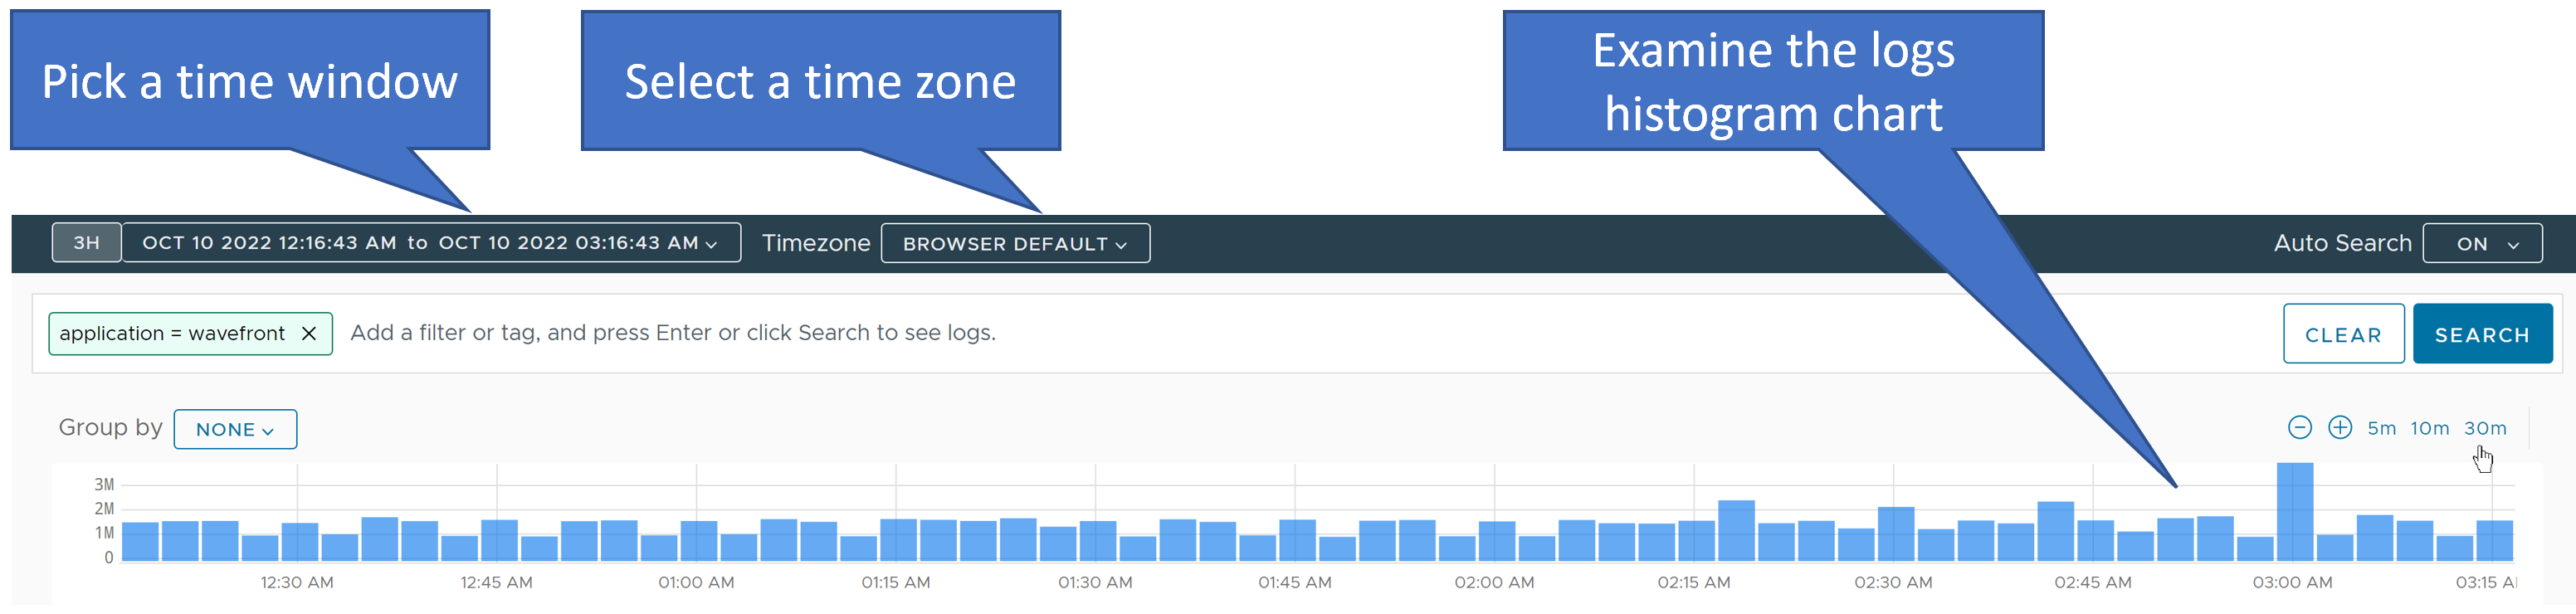 Pick a time window
Select a time zone
Examine the logs
histogram chart
3H OCT 10 2022 12:16:43 AM to OCT 10 2022 03:16:43 AM Timezone BROWSER DEFAULT Auto Search ON
application = wavefront Add a filter or tag, and press Enter or click Search to see logs. CLEAR SEARCH
Group by NONE 5m 10m 30m
3M
2M
1M
0
12:30 AM 12:45 AM 01:00 AM 01:15 AM 01:30 AM 01:45 AM 02:00 AM 02:15 AM 02:30 AM 02:45 AM 03:00 AM 03:15 A